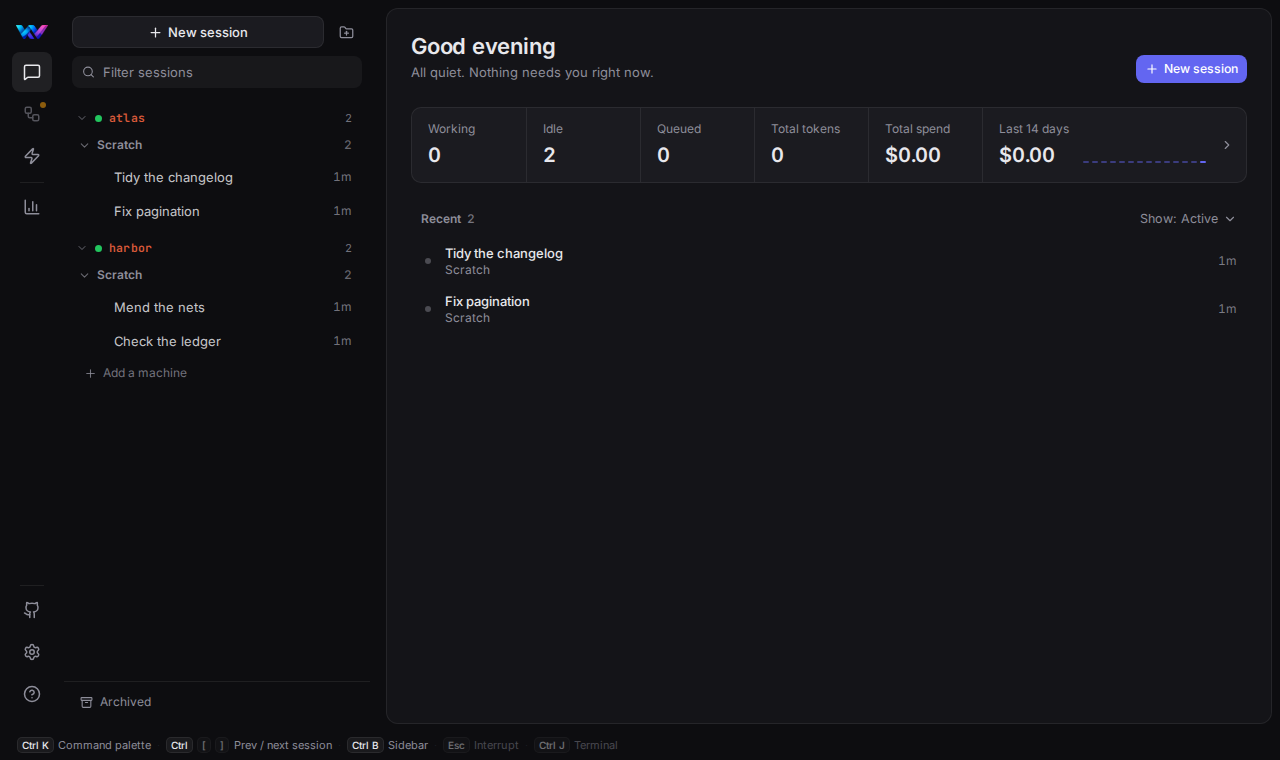 New session
Filter sessions
atlas 2
Scratch 2
Tidy the changelog 1m
Fix pagination 1m
harbor 2
Scratch 2
Mend the nets 1m
Check the ledger 1m
Add a machine
Archived
Good evening
All quiet. Nothing needs you right now.
New session
Working Idle Queued Total tokens Total spend Last 14 days
0 2 0 0 $0.00 $0.00
Recent 2 Show: Active
Tidy the changelog
Scratch 1m
Fix pagination
Scratch 1m
Ctrl K Command palette Ctrl [ ] Prev / next session Ctrl B Sidebar Esc Interrupt Ctrl J Terminal